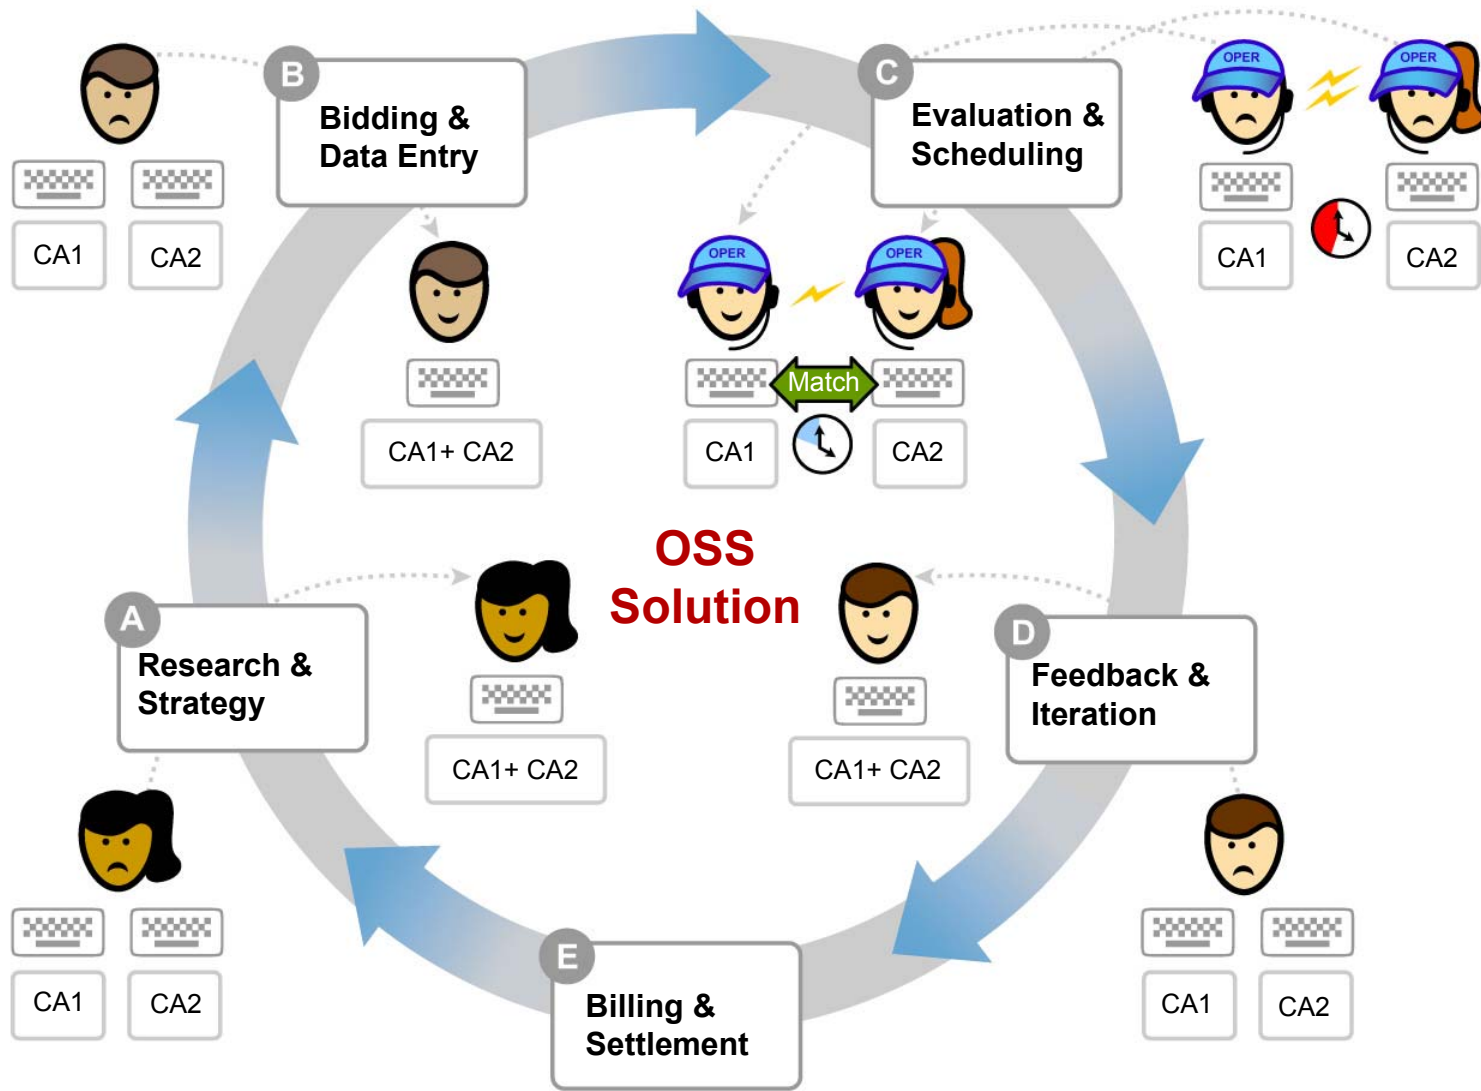 B
Bidding &
Data Entry
C
Evaluation &
Scheduling
OPER
OPER
CA1
CA2
CA1
CA2
OPER
OPER
Match
CA1+ CA2
CA1
CA2
OSS
Solution
A
Research &
Strategy
CA1+ CA2
CA1+ CA2
D
Feedback &
Iteration
CA1
CA2
CA1
CA2
E
Billing &
Settlement